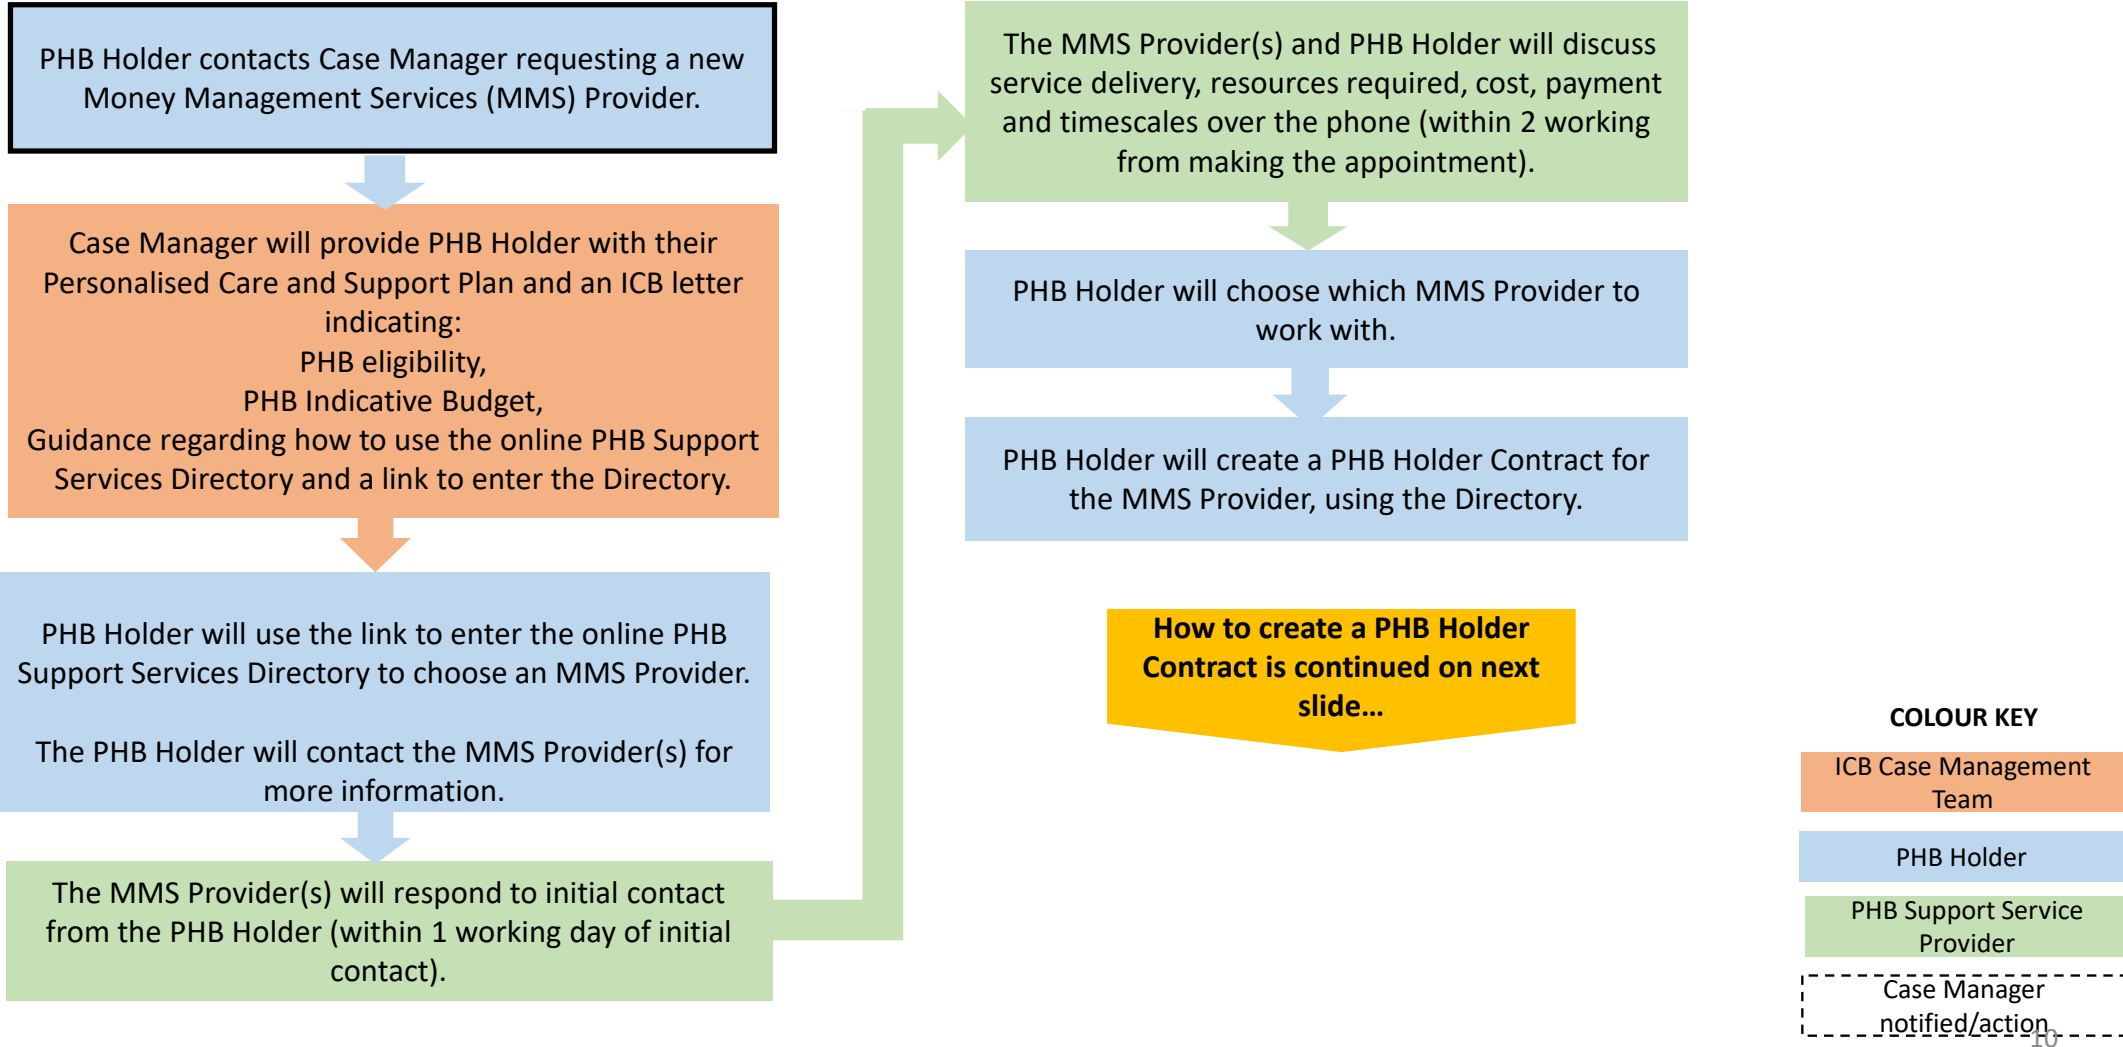 PHB Holder contacts Case Manager requesting a new
Money Management Services (MMS) Provider.
Case Manager will provide PHB Holder with their
Personalised Care and Support Plan and an ICB letter
indicating:
PHB eligibility,
PHB Indicative Budget,
Guidance regarding how to use the online PHB Support
Services Directory and a link to enter the Directory.
PHB Holder will use the link to enter the online PHB
Support Services Directory to choose an MMS Provider.
The PHB Holder will contact the MMS Provider(s) for
more information.
The MMS Provider(s) will respond to initial contact
from the PHB Holder (within 1 working day of initial
contact).
The MMS Provider(s) and PHB Holder will discuss
service delivery, resources required, cost, payment
and timescales over the phone (within 2 working
from making the appointment).
PHB Holder will choose which MMS Provider to
work with.
PHB Holder will create a PHB Holder Contract for
the MMS Provider, using the Directory.
How to create a PHB Holder
Contract is continued on next
slide…
COLOUR KEY
ICB Case Management
Team
PHB Holder
PHB Support Service
Provider
Case Manager
notified/action
10